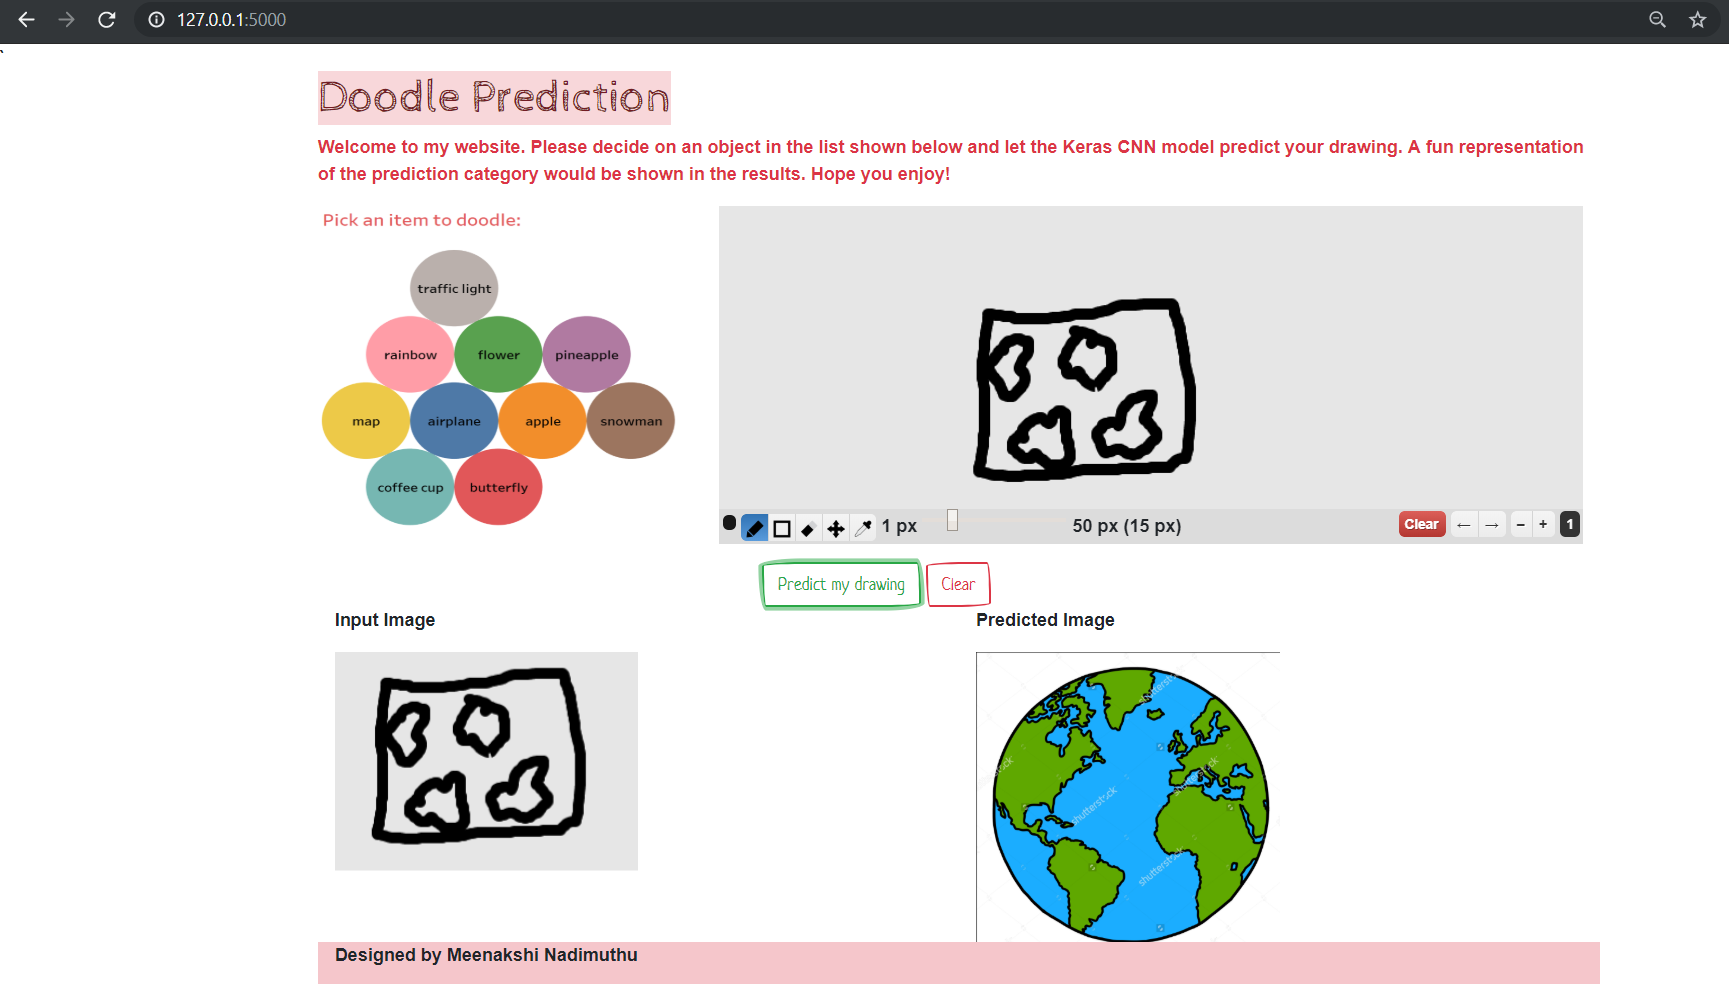 127.0.0.1:5000
`
Doodle Prediction
Welcome to my website. Please decide on an object in the list shown below and let the Keras CNN model predict your drawing. A fun representation
of the prediction category would be shown in the results. Hope you enjoy!
Pick an item to doodle:
traffic light
rainbow flower pineapple
map airplane apple snowman
coffee cup butterfly
1 px 50 px (15 px) Clear ← → - + 1
Predict my drawing Clear
Input Image Predicted Image
shutterstock
shutterstock
shutterstock
shutterstock
Designed by Meenakshi Nadimuthu